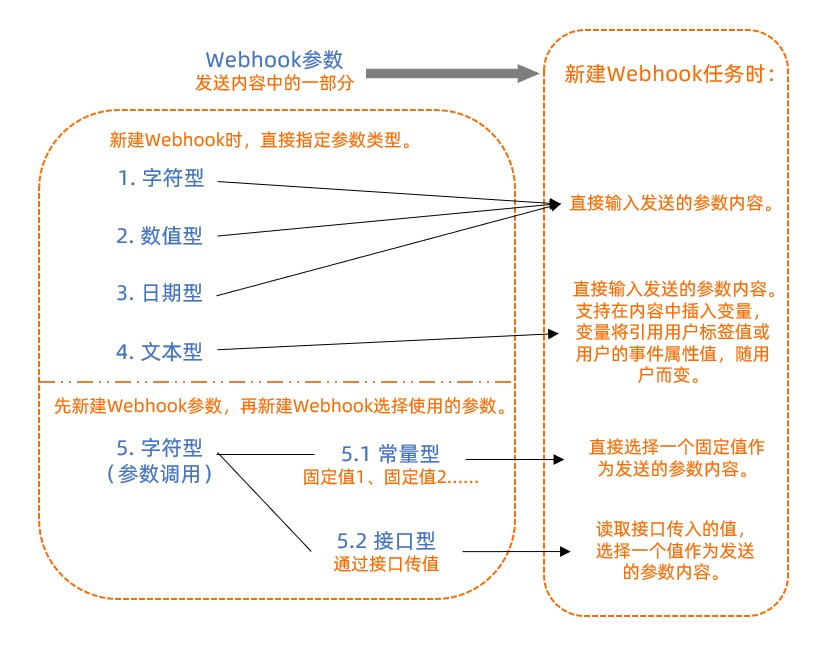 Webhook参数
发送内容中的一部分
新建Webhook任务时：
新建Webhook时，直接指定参数类型。
1. 字符型
2. 数值型
3. 日期型
4. 文本型
直接输入发送的参数内容。
直接输入发送的参数内容。
支持在内容中插入变量，
变量将引用用户标签值或
用户的事件属性值，随用
户而变。
先新建Webhook参数，再新建Webhook选择使用的参数。
5. 字符型
（参数调用）
5.1 常量型
固定值1、固定值2......
直接选择一个固定值作
为发送的参数内容。
5.2 接口型
通过接口传值
读取接口传入的值，
选择一个值作为发送
的参数内容。